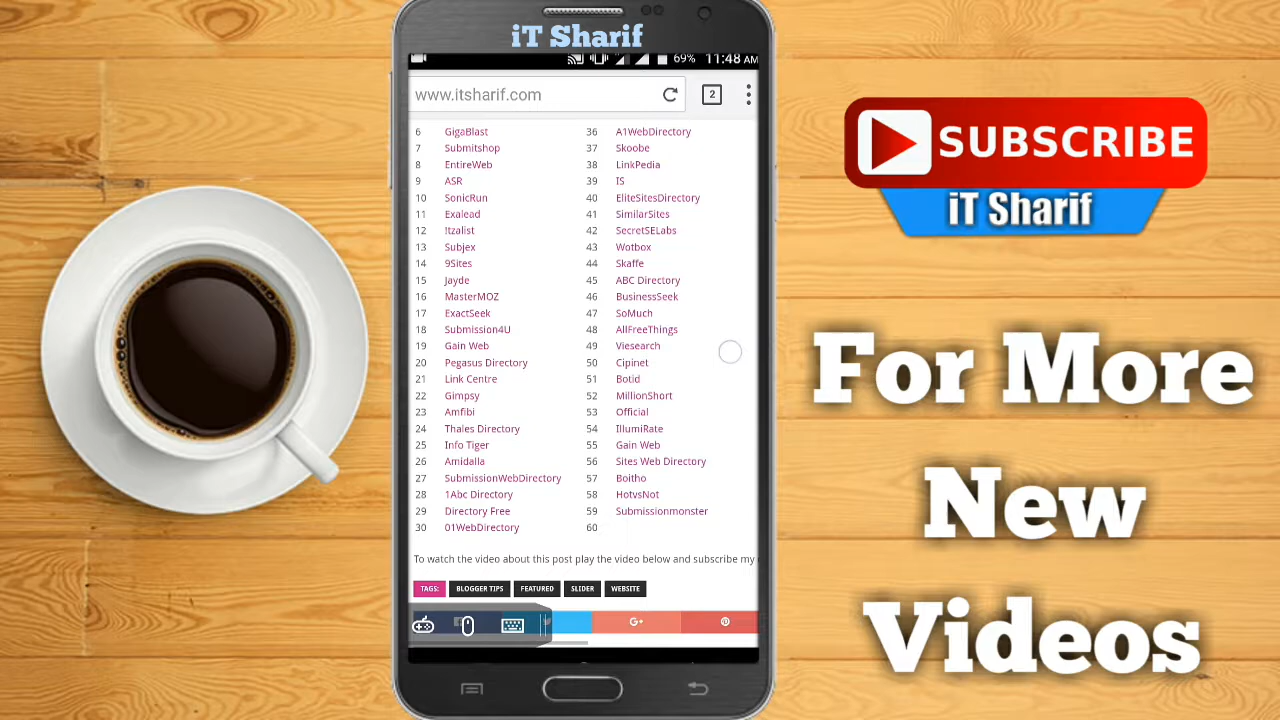 iT Sharif
69% 11:48 AM
www.itsharif.com 2
6 GigaBlast 36 A1WebDirectory
7 Submitshop 37 Skoobe
8 EntireWeb 38 LinkPedia
9 ASR 39 IS
10 SonicRun 40 EliteSitesDirectory
11 Exalead 41 SimilarSites
12 !tzalist 42 SecretSELabs
13 Subjex 43 Wotbox
14 9Sites 44 Skaffe
15 Jayde 45 ABC Directory
16 MasterMOZ 46 BusinessSeek
17 ExactSeek 47 SoMuch
18 Submission4U 48 AllFreeThings
19 Gain Web 49 Viesearch
20 Pegasus Directory 50 Cipinet
21 Link Centre 51 Botid
22 Gimpsy 52 MillionShort
23 Amfibi 53 Official
24 Thales Directory 54 IllumiRate
25 Info Tiger 55 Gain Web
26 Amidalla 56 Sites Web Directory
27 SubmissionWebDirectory 57 Boitho
28 1Abc Directory 58 HotvsNot
29 Directory Free 59 Submissionmonster
30 01WebDirectory 60
To watch the video about this post play the video below and subscribe my
TAGS: BLOGGER TIPS FEATURED SLIDER WEBSITE
G+
SUBSCRIBE
iT Sharif
For More
New
Videos